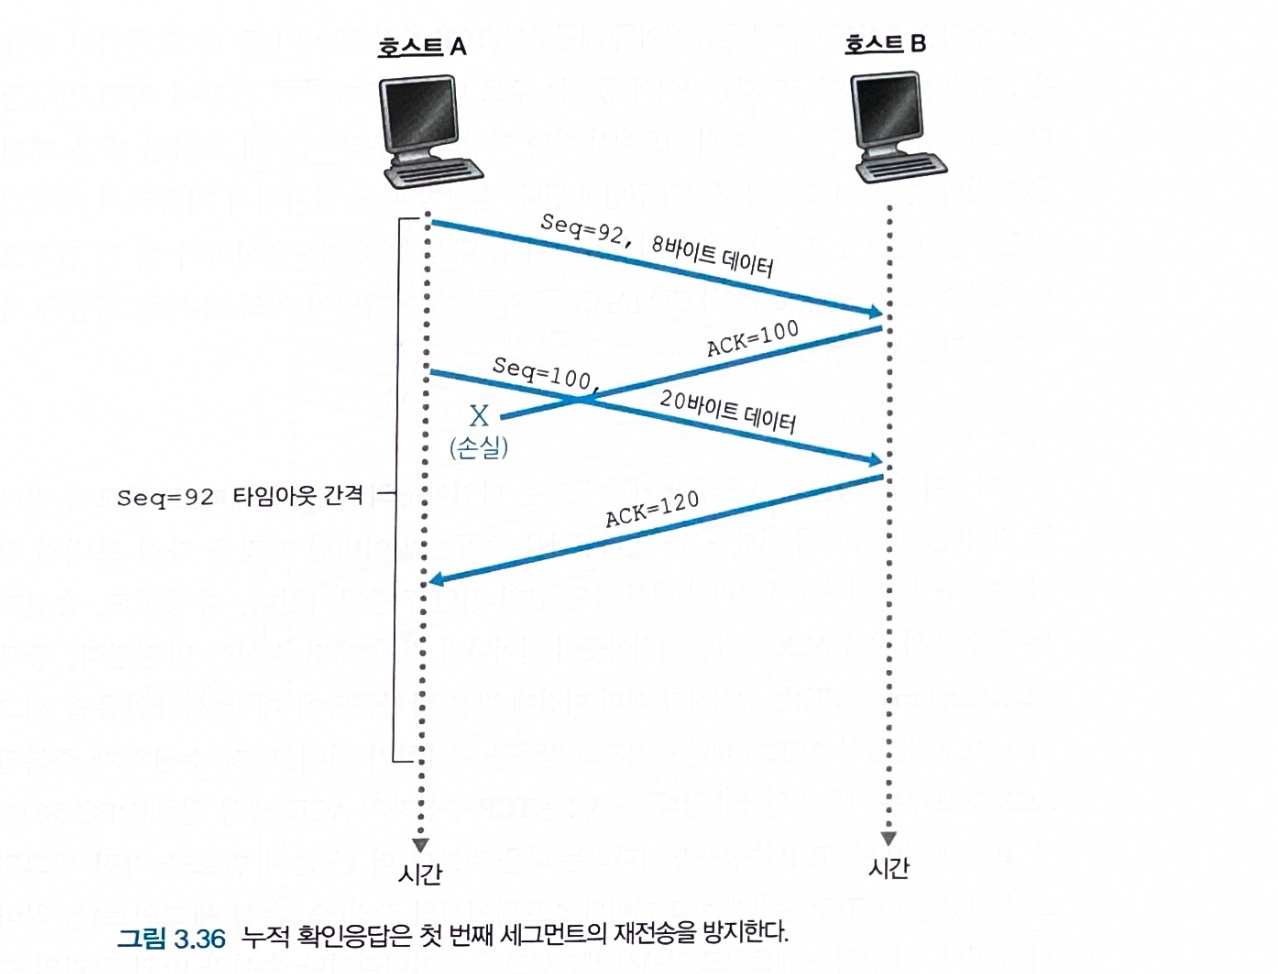 호스트 A
호스트 B
Seq=92, 8바이트 데이터
ACK=100
Seq=100, 20바이트 데이터
X
(손실)
Seq=92 타임아웃 간격
ACK=120
시간
시간
그림 3.36 누적 확인응답은 첫 번째 세그먼트의 재전송을 방지한다.